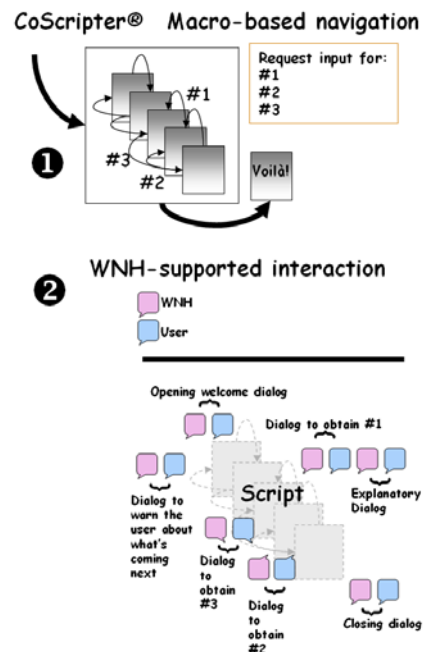 CoScripter® Macro-based navigation
Request input for:
#1
#2
#3
#1
#3
#2
❶
Voilà!
WNH-supported interaction
❷
WNH
User
Opening welcome dialog
Dialog to obtain #1
Script
Explanatory
Dialog
Dialog to
warn the
user about
what's
coming
next
Dialog
to
obtain
#3
Dialog
to
obtain
#2
Closing dialog